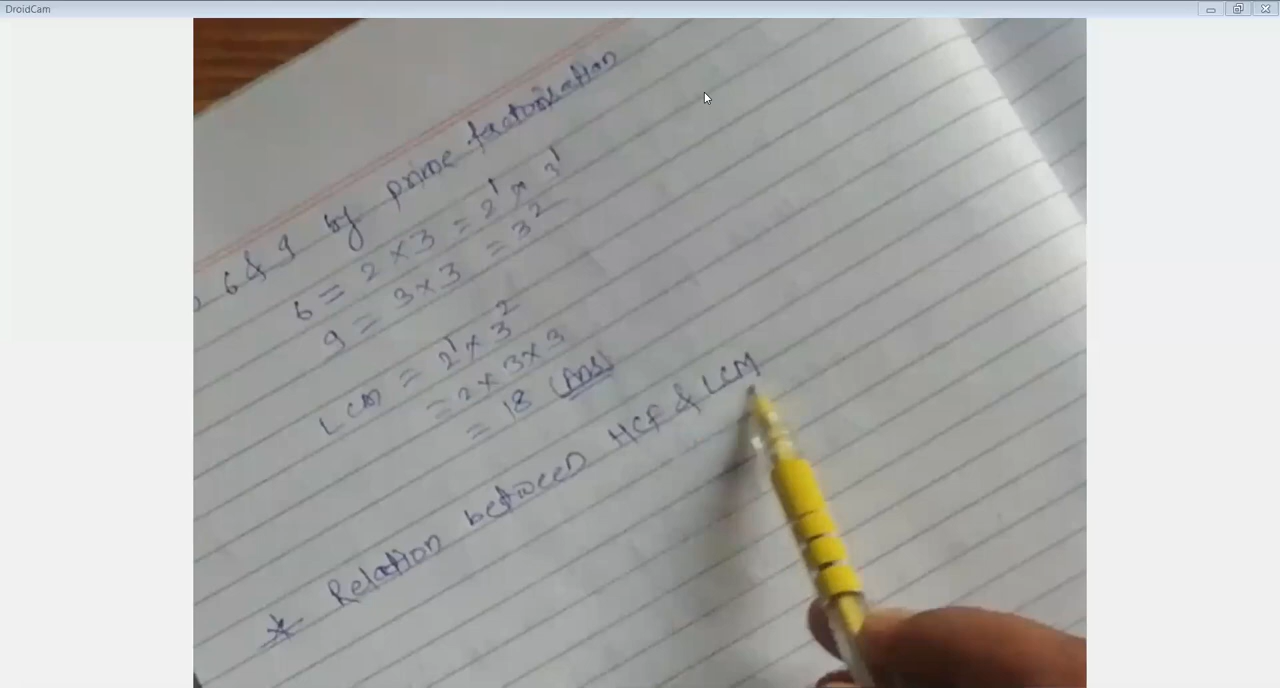 DroidCam
6 & 9 by prime factorization
6 = 2 × 3 = 2¹ × 3¹
9 = 3 × 3 = 3²
LCM = 2¹ × 3²
= 2 × 3 × 3
= 18 (Ans)
* Relation between HCF & LCM